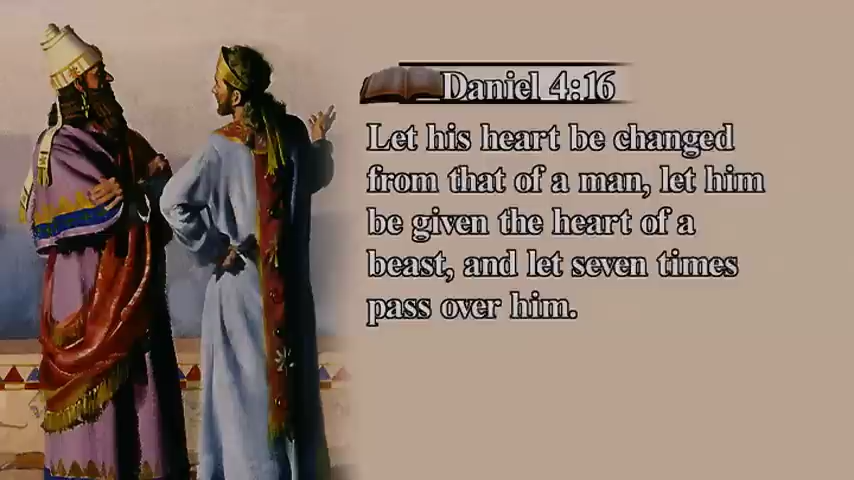 Daniel 4:16
Let his heart be changed
from that of a man, let him
be given the heart of a
beast, and let seven times
pass over him.